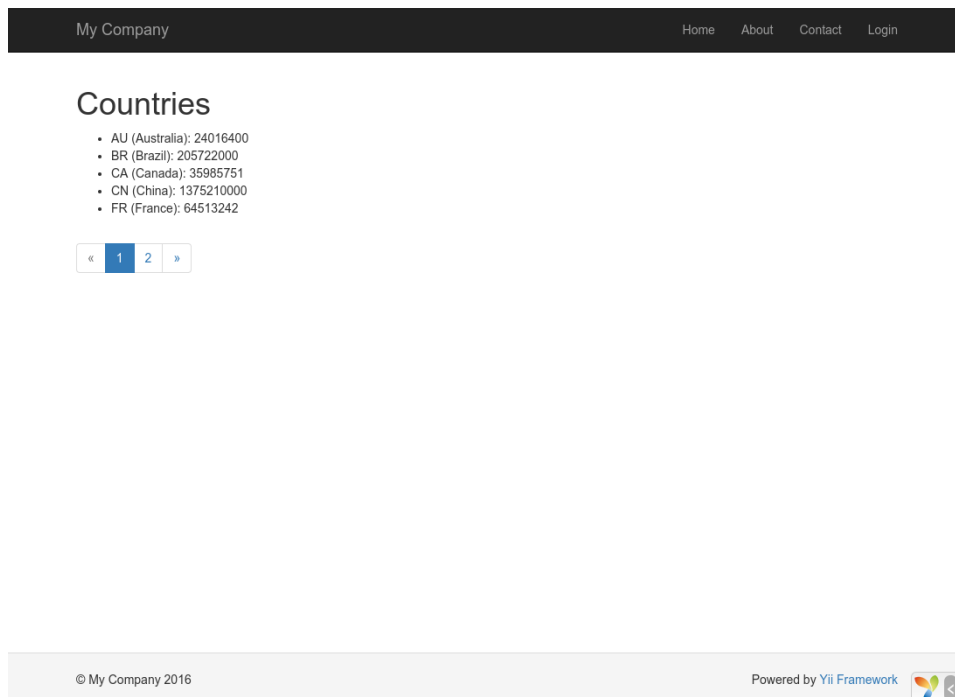 My Company Home About Contact Login
Countries
AU (Australia): 24016400
BR (Brazil): 205722000
CA (Canada): 35985751
CN (China): 1375210000
FR (France): 64513242
« 1 2 »
© My Company 2016 Powered by Yii Framework